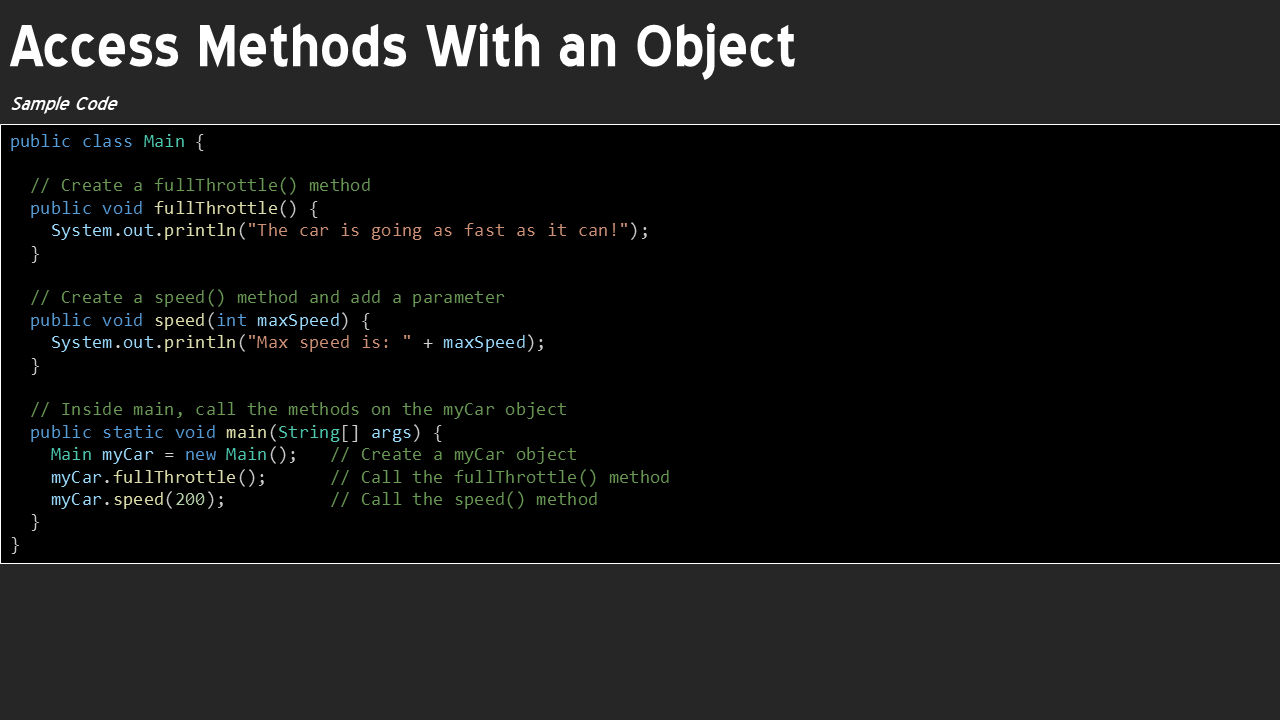 Access Methods With an Object
Sample Code
public class Main {
  // Create a fullThrottle() method
  public void fullThrottle() {
    System.out.println("The car is going as fast as it can!");
  }
  // Create a speed() method and add a parameter
  public void speed(int maxSpeed) {
    System.out.println("Max speed is: " + maxSpeed);
  }
  // Inside main, call the methods on the myCar object
  public static void main(String[] args) {
    Main myCar = new Main();   // Create a myCar object
    myCar.fullThrottle();      // Call the fullThrottle() method
    myCar.speed(200);          // Call the speed() method
  }
}